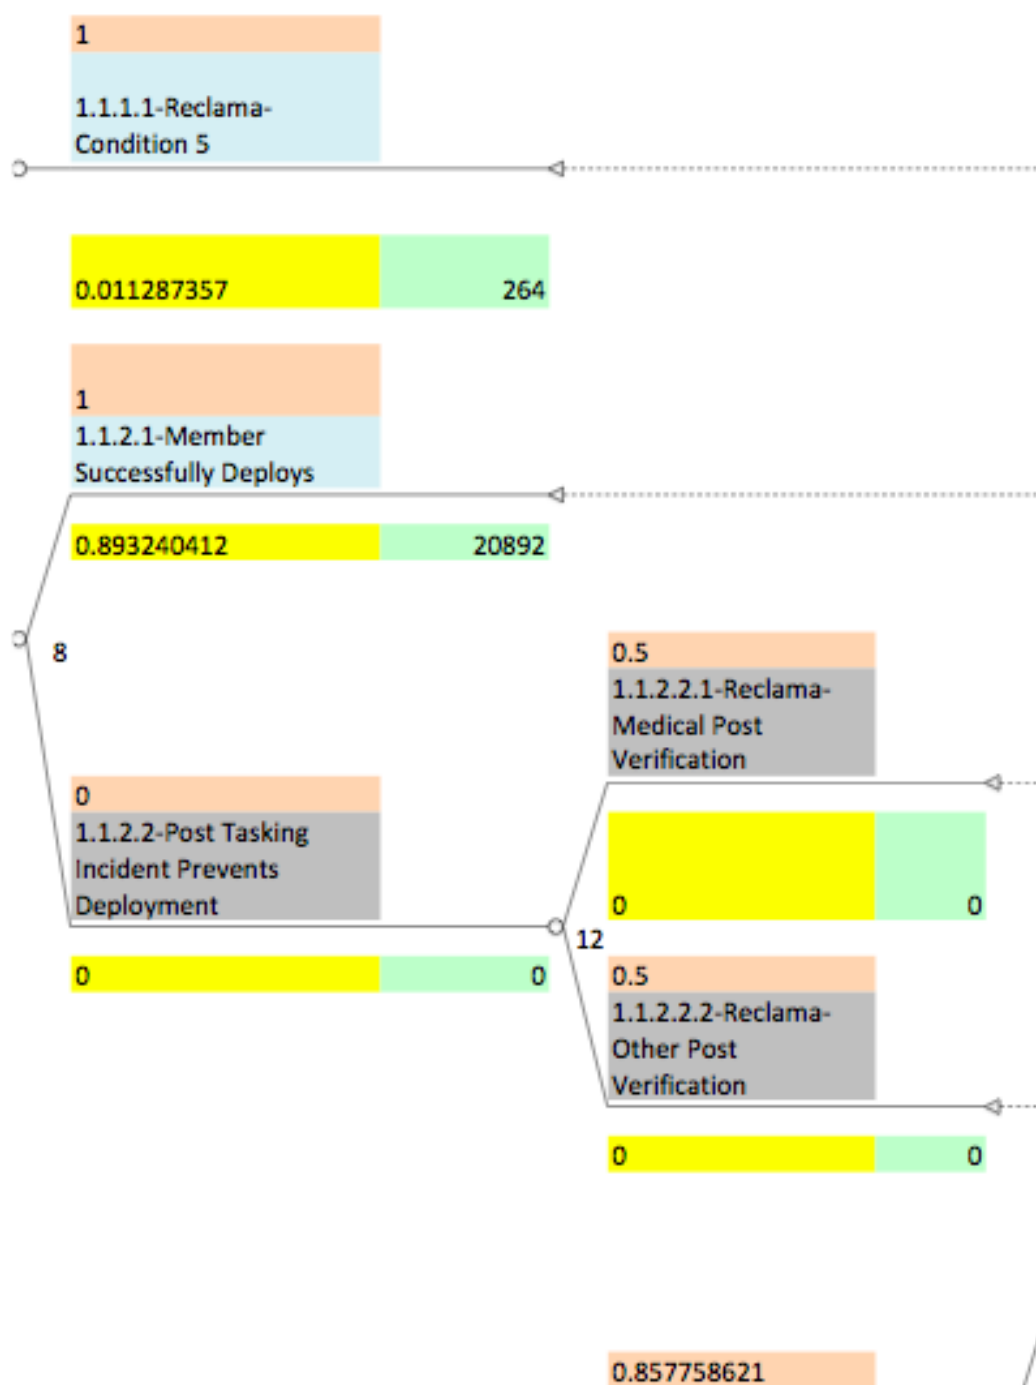 1
1.1.1.1-Reclama-
Condition 5
0.011287357 264
1
1.1.2.1-Member
Successfully Deploys
0.893240412 20892
8
0.5
1.1.2.2.1-Reclama-
Medical Post
Verification
0
1.1.2.2-Post Tasking
Incident Prevents
Deployment
0 0
12
0.5
1.1.2.2.2-Reclama-
Other Post
Verification
0 0
0 0
0.857758621